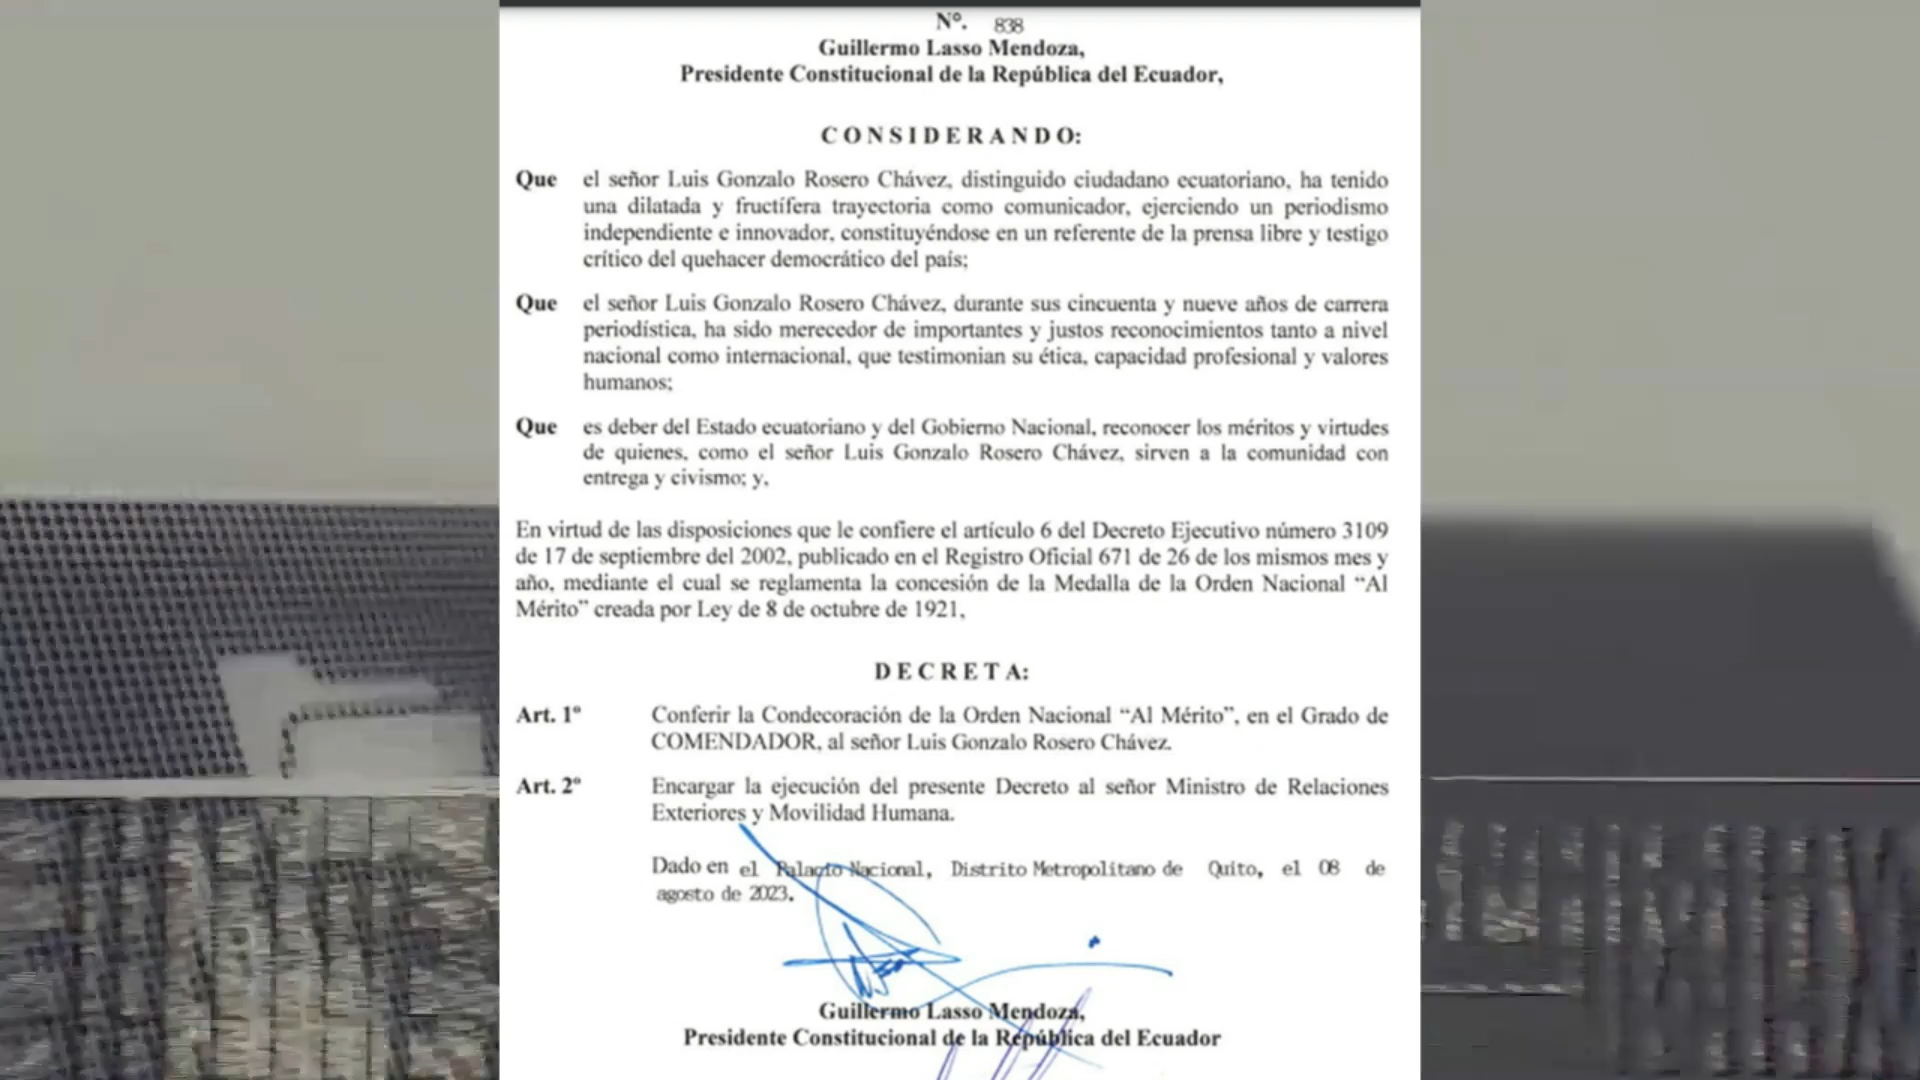 Nº. 838
Guillermo Lasso Mendoza,
Presidente Constitucional de la República del Ecuador,
CONSIDERANDO:
Que el señor Luis Gonzalo Rosero Chávez, distinguido ciudadano ecuatoriano, ha tenido
una dilatada y fructífera trayectoria como comunicador, ejerciendo un periodismo
independiente e innovador, constituyéndose en un referente de la prensa libre y testigo
crítico del quehacer democrático del país;
Que el señor Luis Gonzalo Rosero Chávez, durante sus cincuenta y nueve años de carrera
periodística, ha sido merecedor de importantes y justos reconocimientos tanto a nivel
nacional como internacional, que testimonian su ética, capacidad profesional y valores
humanos;
Que es deber del Estado ecuatoriano y del Gobierno Nacional, reconocer los méritos y virtudes
de quienes, como el señor Luis Gonzalo Rosero Chávez, sirven a la comunidad con
entrega y civismo; y,
En virtud de las disposiciones que le confiere el artículo 6 del Decreto Ejecutivo número 3109
de 17 de septiembre del 2002, publicado en el Registro Oficial 671 de 26 de los mismos mes y
año, mediante el cual se reglamenta la concesión de la Medalla de la Orden Nacional “Al
Mérito” creada por Ley de 8 de octubre de 1921,
DECRETA:
Art. 1º Conferir la Condecoración de la Orden Nacional “Al Mérito”, en el Grado de
COMENDADOR, al señor Luis Gonzalo Rosero Chávez.
Art. 2º Encargar la ejecución del presente Decreto al señor Ministro de Relaciones
Exteriores y Movilidad Humana.
Dado en el Palacio Nacional, Distrito Metropolitano de Quito, el 08 de
agosto de 2023.
Guillermo Lasso Mendoza,
Presidente Constitucional de la República del Ecuador